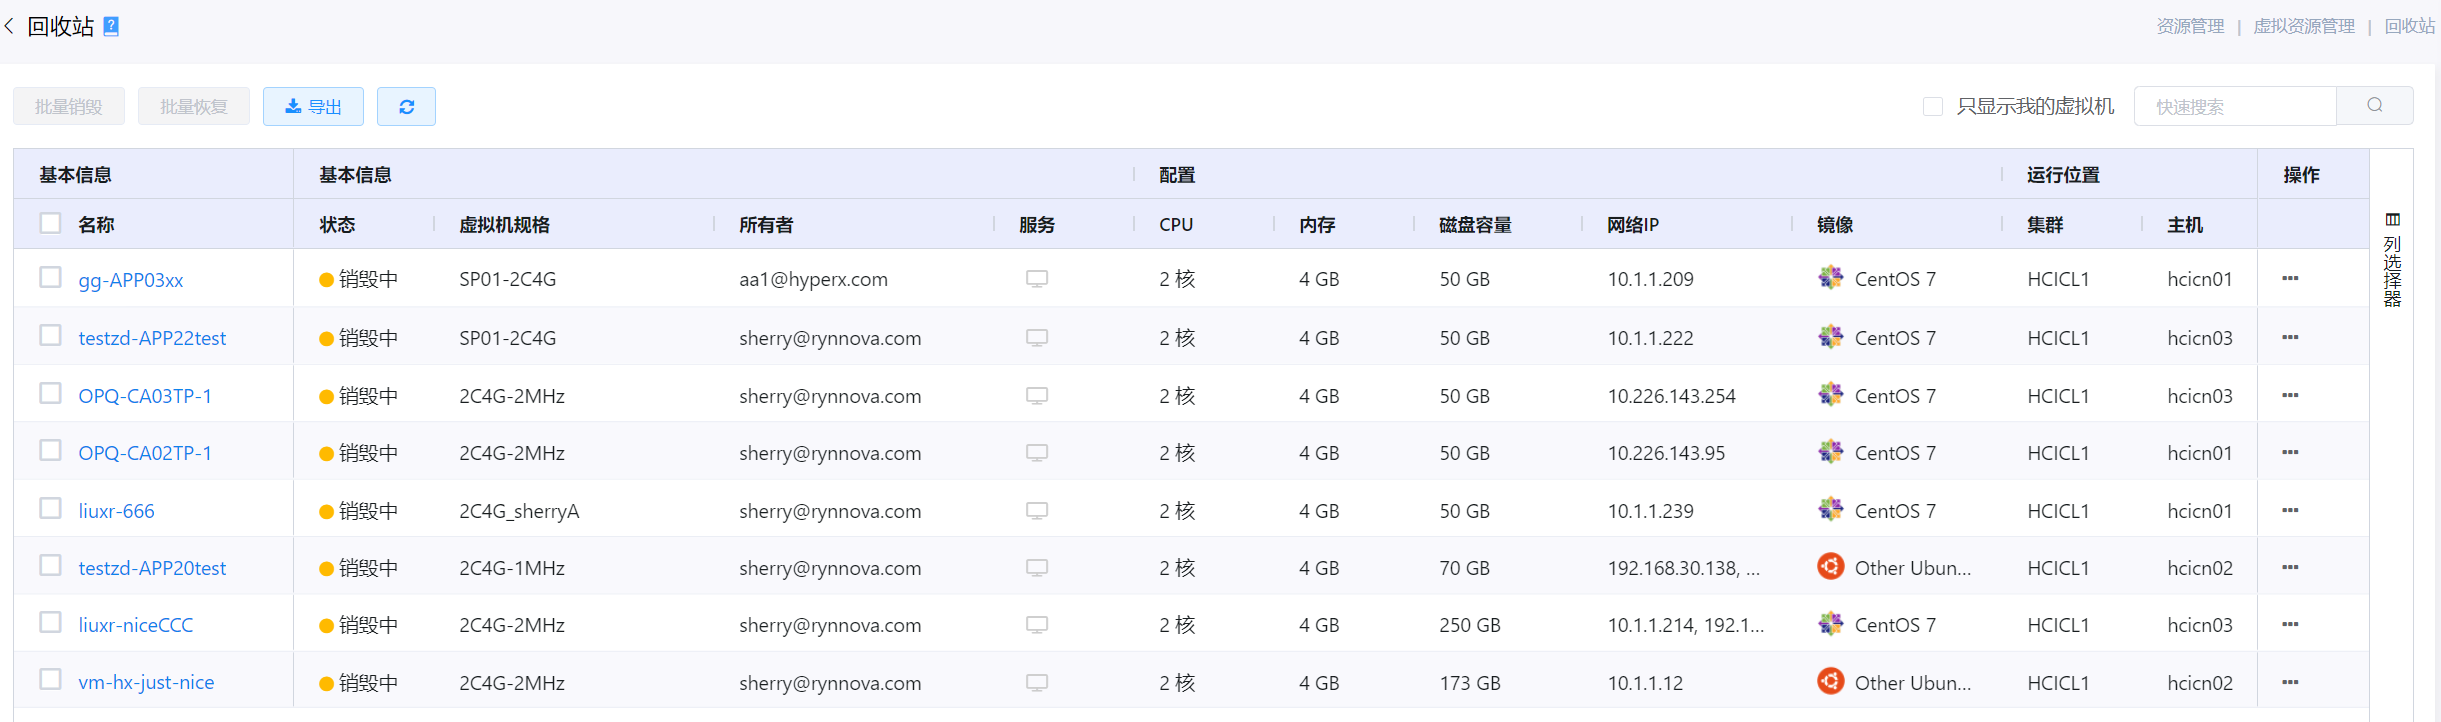 回收站 ?
资源管理 | 虚拟资源管理 | 回收站
批量销毁 批量恢复 导出 只显示我的虚拟机 快速搜索
基本信息 基本信息 配置 运行位置 操作
名称 状态 虚拟机规格 所有者 服务 CPU 内存 磁盘容量 网络IP 镜像 集群 主机
gg-APP03xx 销毁中 SP01-2C4G aa1@hyperx.com 2 核 4 GB 50 GB 10.1.1.209 CentOS 7 HCICL1 hcicn01 ···
testzd-APP22test 销毁中 SP01-2C4G sherry@rynnova.com 2 核 4 GB 50 GB 10.1.1.222 CentOS 7 HCICL1 hcicn03 ···
OPQ-CA03TP-1 销毁中 2C4G-2MHz sherry@rynnova.com 2 核 4 GB 50 GB 10.226.143.254 CentOS 7 HCICL1 hcicn03 ···
OPQ-CA02TP-1 销毁中 2C4G-2MHz sherry@rynnova.com 2 核 4 GB 50 GB 10.226.143.95 CentOS 7 HCICL1 hcicn01 ···
liuxr-666 销毁中 2C4G_sherryA sherry@rynnova.com 2 核 4 GB 50 GB 10.1.1.239 CentOS 7 HCICL1 hcicn01 ···
testzd-APP20test 销毁中 2C4G-1MHz sherry@rynnova.com 2 核 4 GB 70 GB 192.168.30.138, ... Other Ubun... HCICL1 hcicn02 ···
liuxr-niceCCC 销毁中 2C4G-2MHz sherry@rynnova.com 2 核 4 GB 250 GB 10.1.1.214, 192.1... CentOS 7 HCICL1 hcicn03 ···
vm-hx-just-nice 销毁中 2C4G-2MHz sherry@rynnova.com 2 核 4 GB 173 GB 10.1.1.12 Other Ubun... HCICL1 hcicn02 ···
列选择器